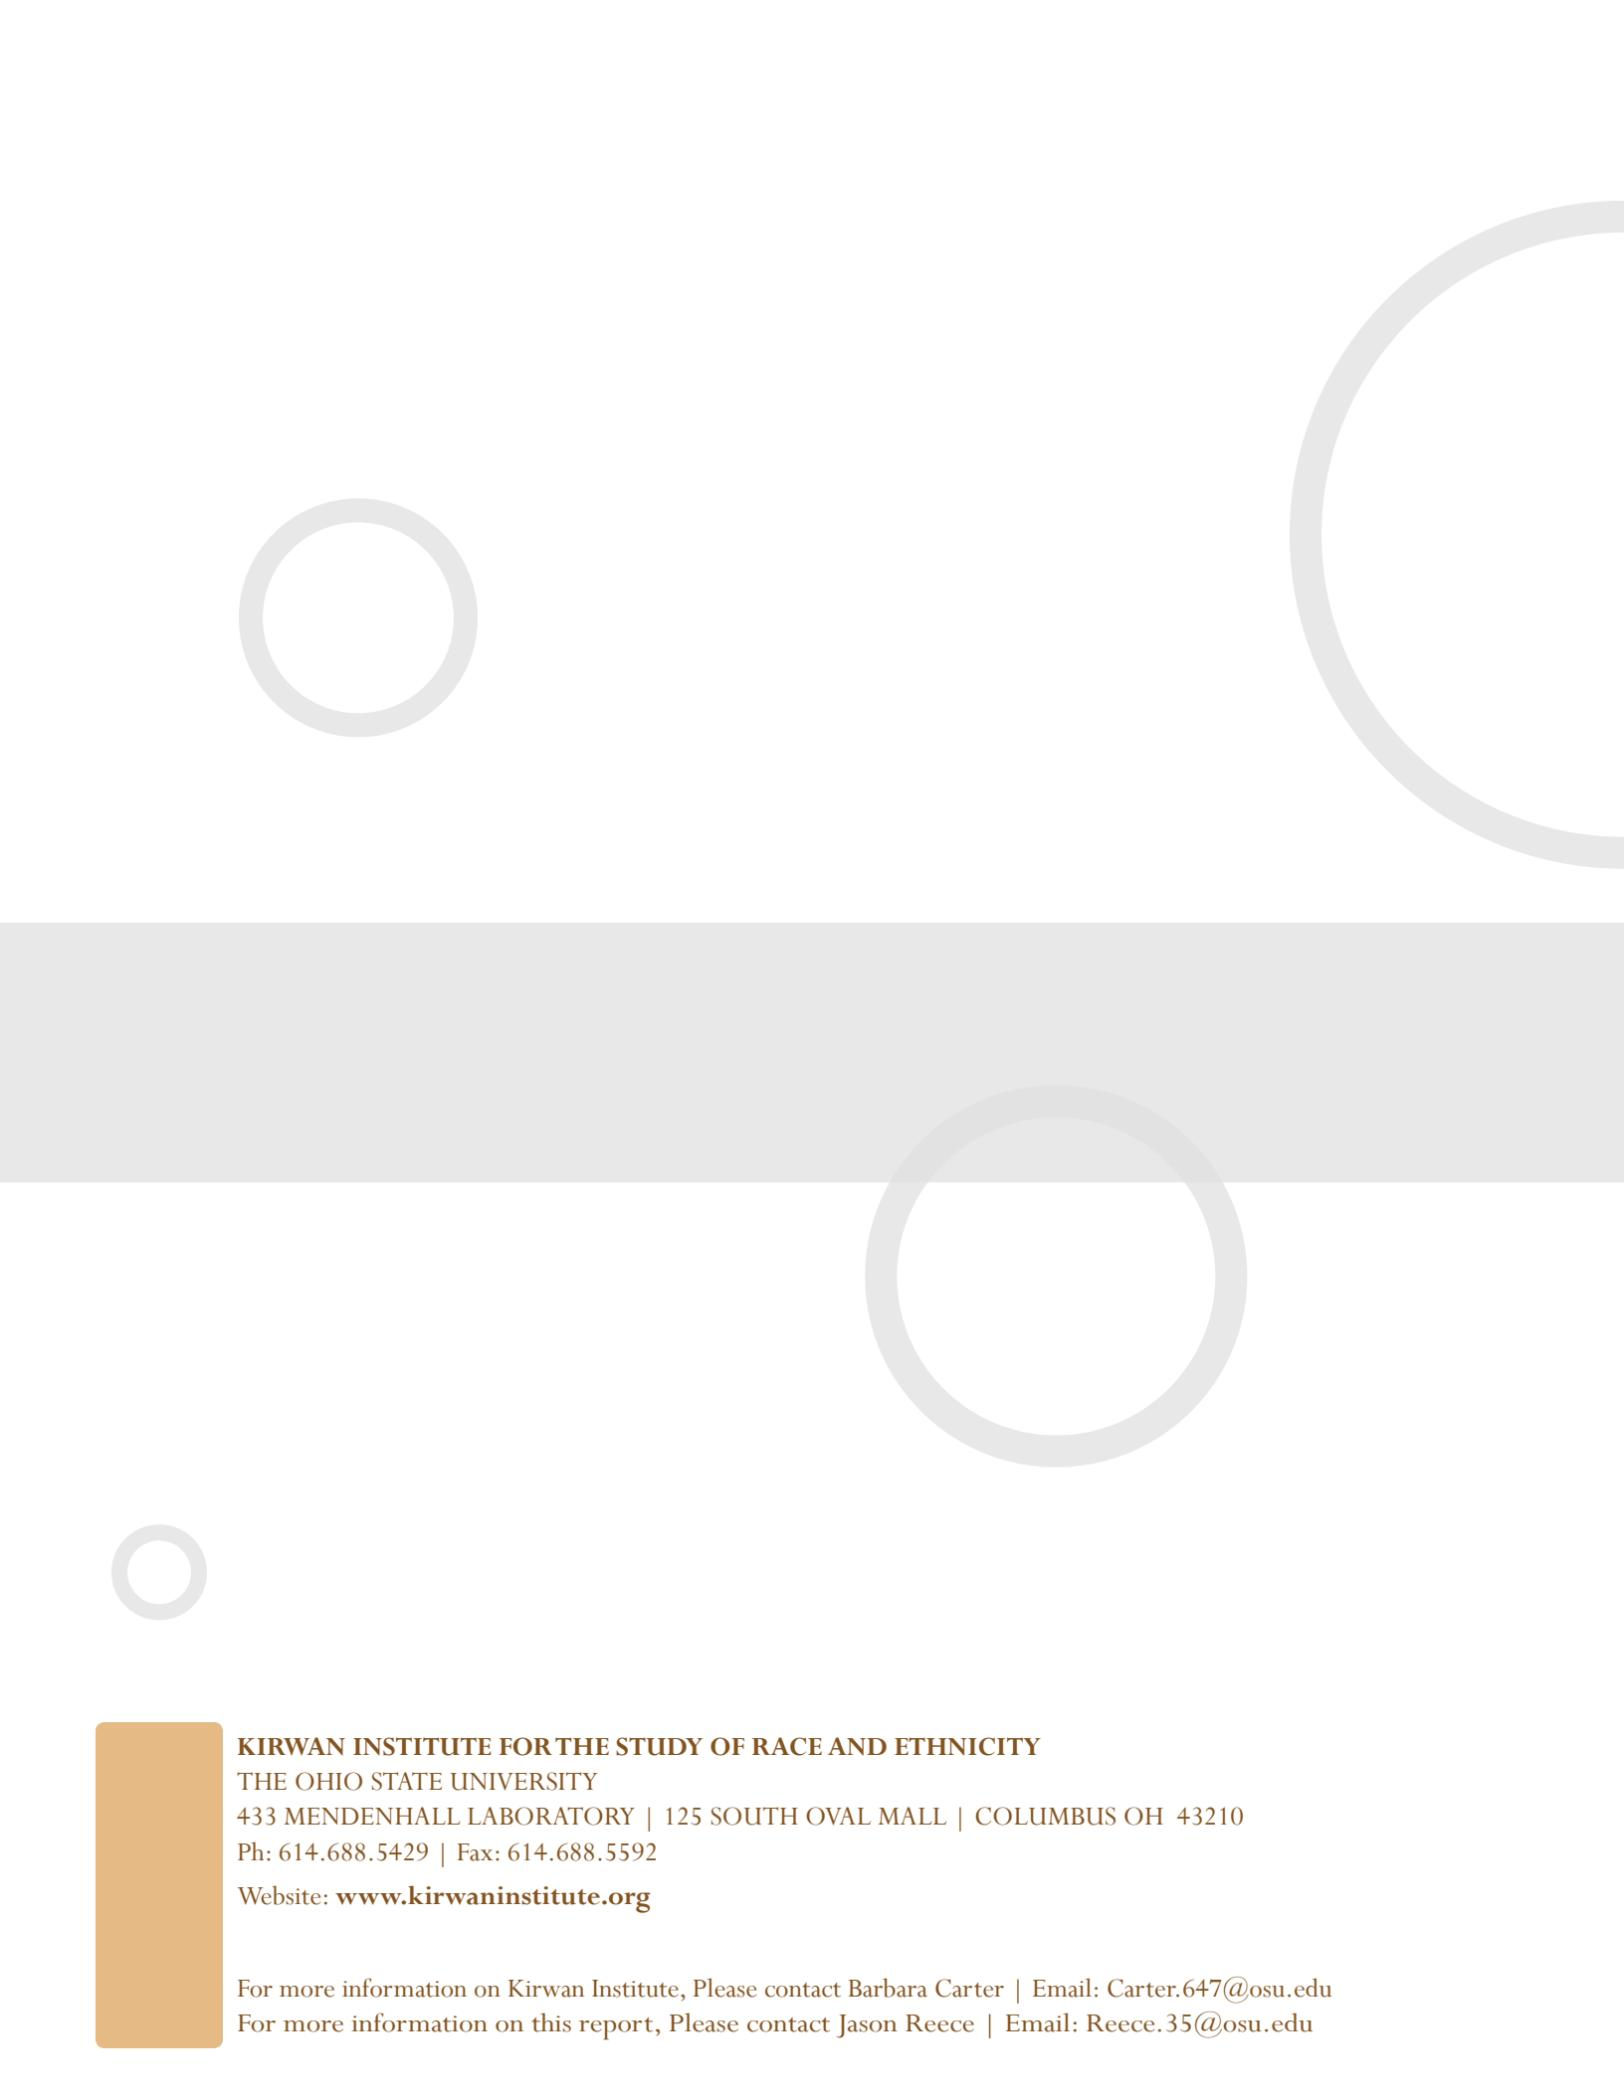 KIRWAN INSTITUTE FOR THE STUDY OF RACE AND ETHNICITY
THE OHIO STATE UNIVERSITY
433 MENDENHALL LABORATORY | 125 SOUTH OVAL MALL | COLUMBUS OH 43210
Ph: 614.688.5429 | Fax: 614.688.5592
Website: www.kirwaninstitute.org
For more information on Kirwan Institute, Please contact Barbara Carter | Email: Carter.647@osu.edu
For more information on this report, Please contact Jason Reece | Email: Reece.35@osu.edu